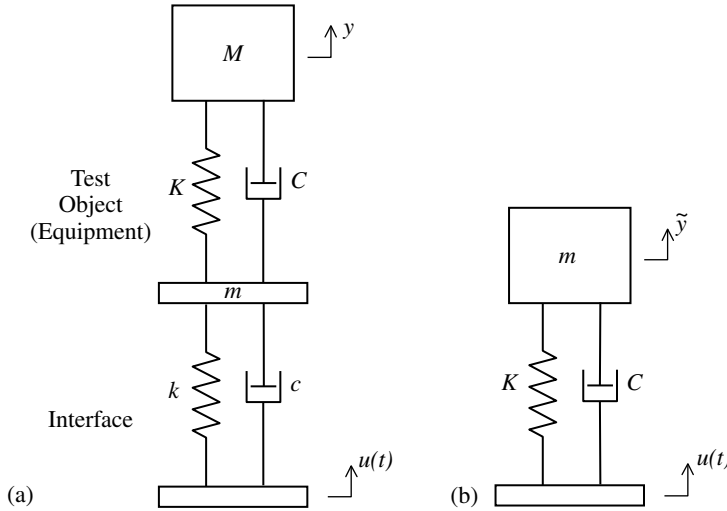 M
y
Test
Object
(Equipment)
K
C
m
k
c
Interface
u(t)
(a)
ỹ
m
K
C
u(t)
(b)